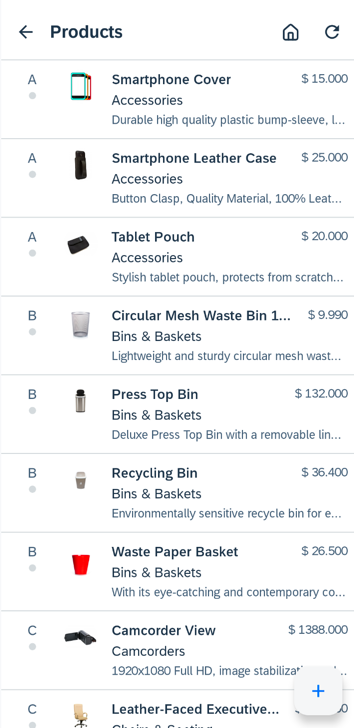 Products
A
Smartphone Cover
$ 15.000
Accessories
Durable high quality plastic bump-sleeve, l...
A
Smartphone Leather Case
$ 25.000
Accessories
Button Clasp, Quality Material, 100% Leat...
A
Tablet Pouch
$ 20.000
Accessories
Stylish tablet pouch, protects from scratch...
B
Circular Mesh Waste Bin 1...
$ 9.990
Bins & Baskets
Lightweight and sturdy circular mesh wast...
B
Press Top Bin
$ 132.000
Bins & Baskets
Deluxe Press Top Bin with a removable lin...
B
Recycling Bin
$ 36.400
Bins & Baskets
Environmentally sensitive recycle bin for e...
B
Waste Paper Basket
$ 26.500
Bins & Baskets
With its eye-catching and contemporary co...
C
Camcorder View
$ 1388.000
Camcorders
1920x1080 Full HD, image
C
Leather-Faced Executive...
Chairs & Seating